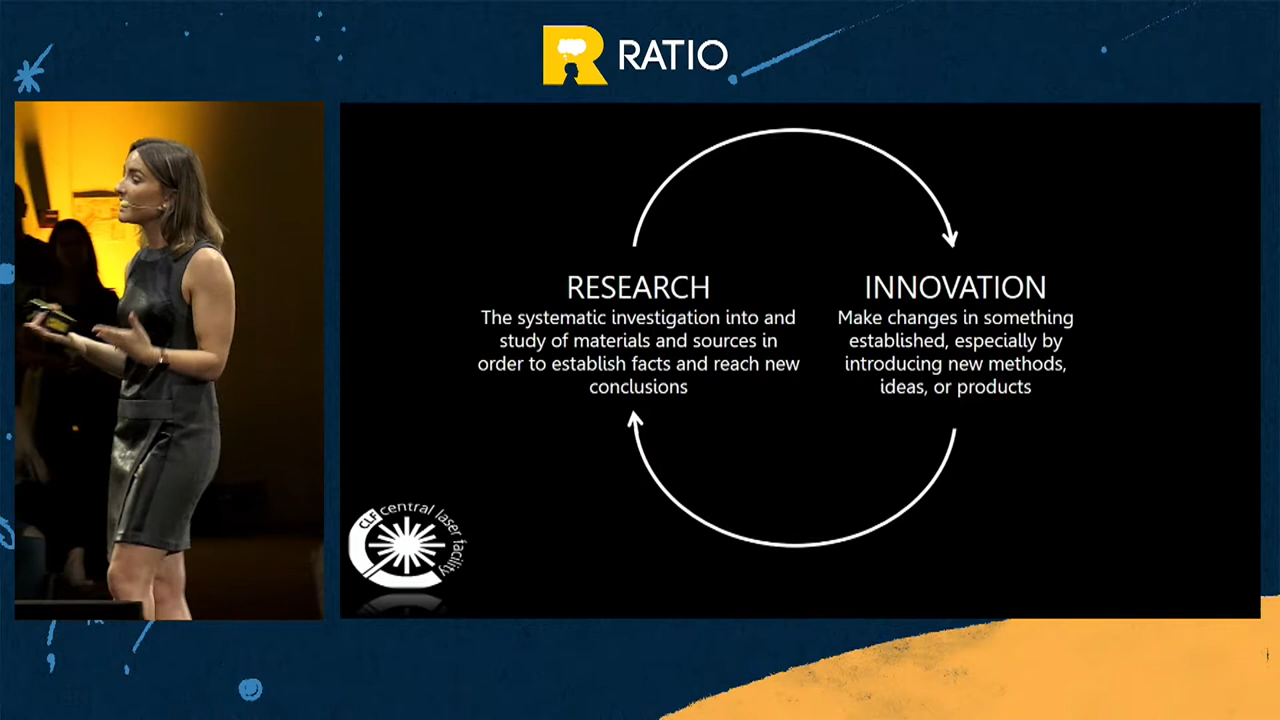 RATIO
RESEARCH
The systematic investigation into and
study of materials and sources in
order to establish facts and reach new
conclusions
INNOVATION
Make changes in something
established, especially by
introducing new methods,
ideas, or products
CLF central laser facility